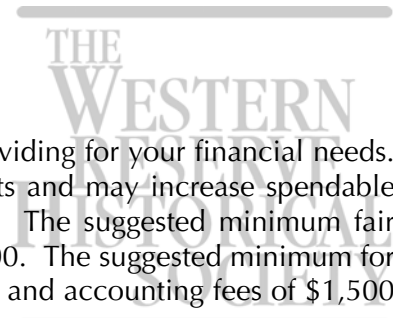 THE
WESTERN
RESERVE
HISTORICAL
SOCIETY
viding for your financial needs.
ts and may increase spendable
The suggested minimum fair
00. The suggested minimum for
and accounting fees of $1,500